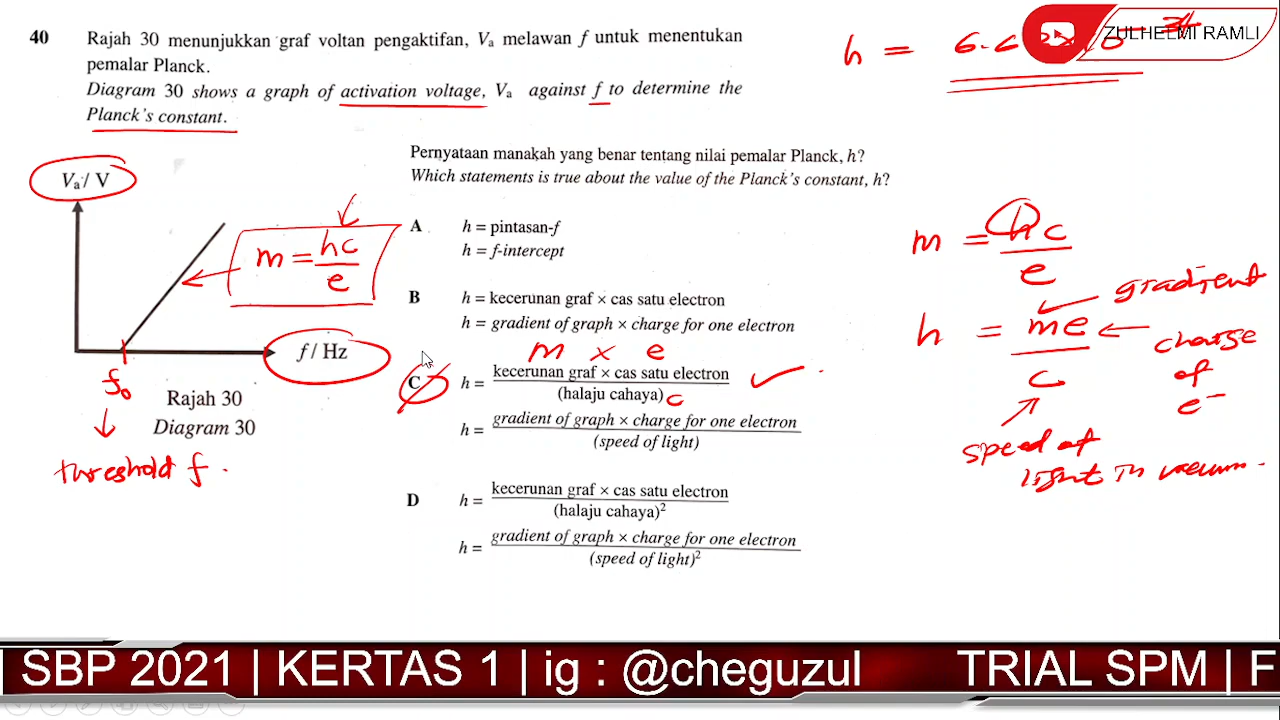 40 Rajah 30 menunjukkan graf voltan pengaktifan, Va melawan f untuk menentukan
pemalar Planck.
Diagram 30 shows a graph of activation voltage, Va against f to determine the
Planck's constant.
h = 6.
ZULHELMI RAMLI
Pernyataan manakah yang benar tentang nilai pemalar Planck, h?
Which statements is true about the value of the Planck's constant, h?
Va / V
m = hc / e
f / Hz
f₀
↓
threshold f.
Rajah 30
Diagram 30
A h = pintasan-f
h = f-intercept
B h = kecerunan graf × cas satu electron
h = gradient of graph × charge for one electron
m × e
C h = kecerunan graf × cas satu electron
(halaju cahaya) c
h = gradient of graph × charge for one electron
(speed of light)
D h = kecerunan graf × cas satu electron
(halaju cahaya)²
h = gradient of graph × charge for one electron
(speed of light)²
m = hc / e
gradient
h = me / c
charge
of
e⁻
speed of
light in vacuum.
| SBP 2021 | KERTAS 1 | ig : @cheguzul TRIAL SPM | F